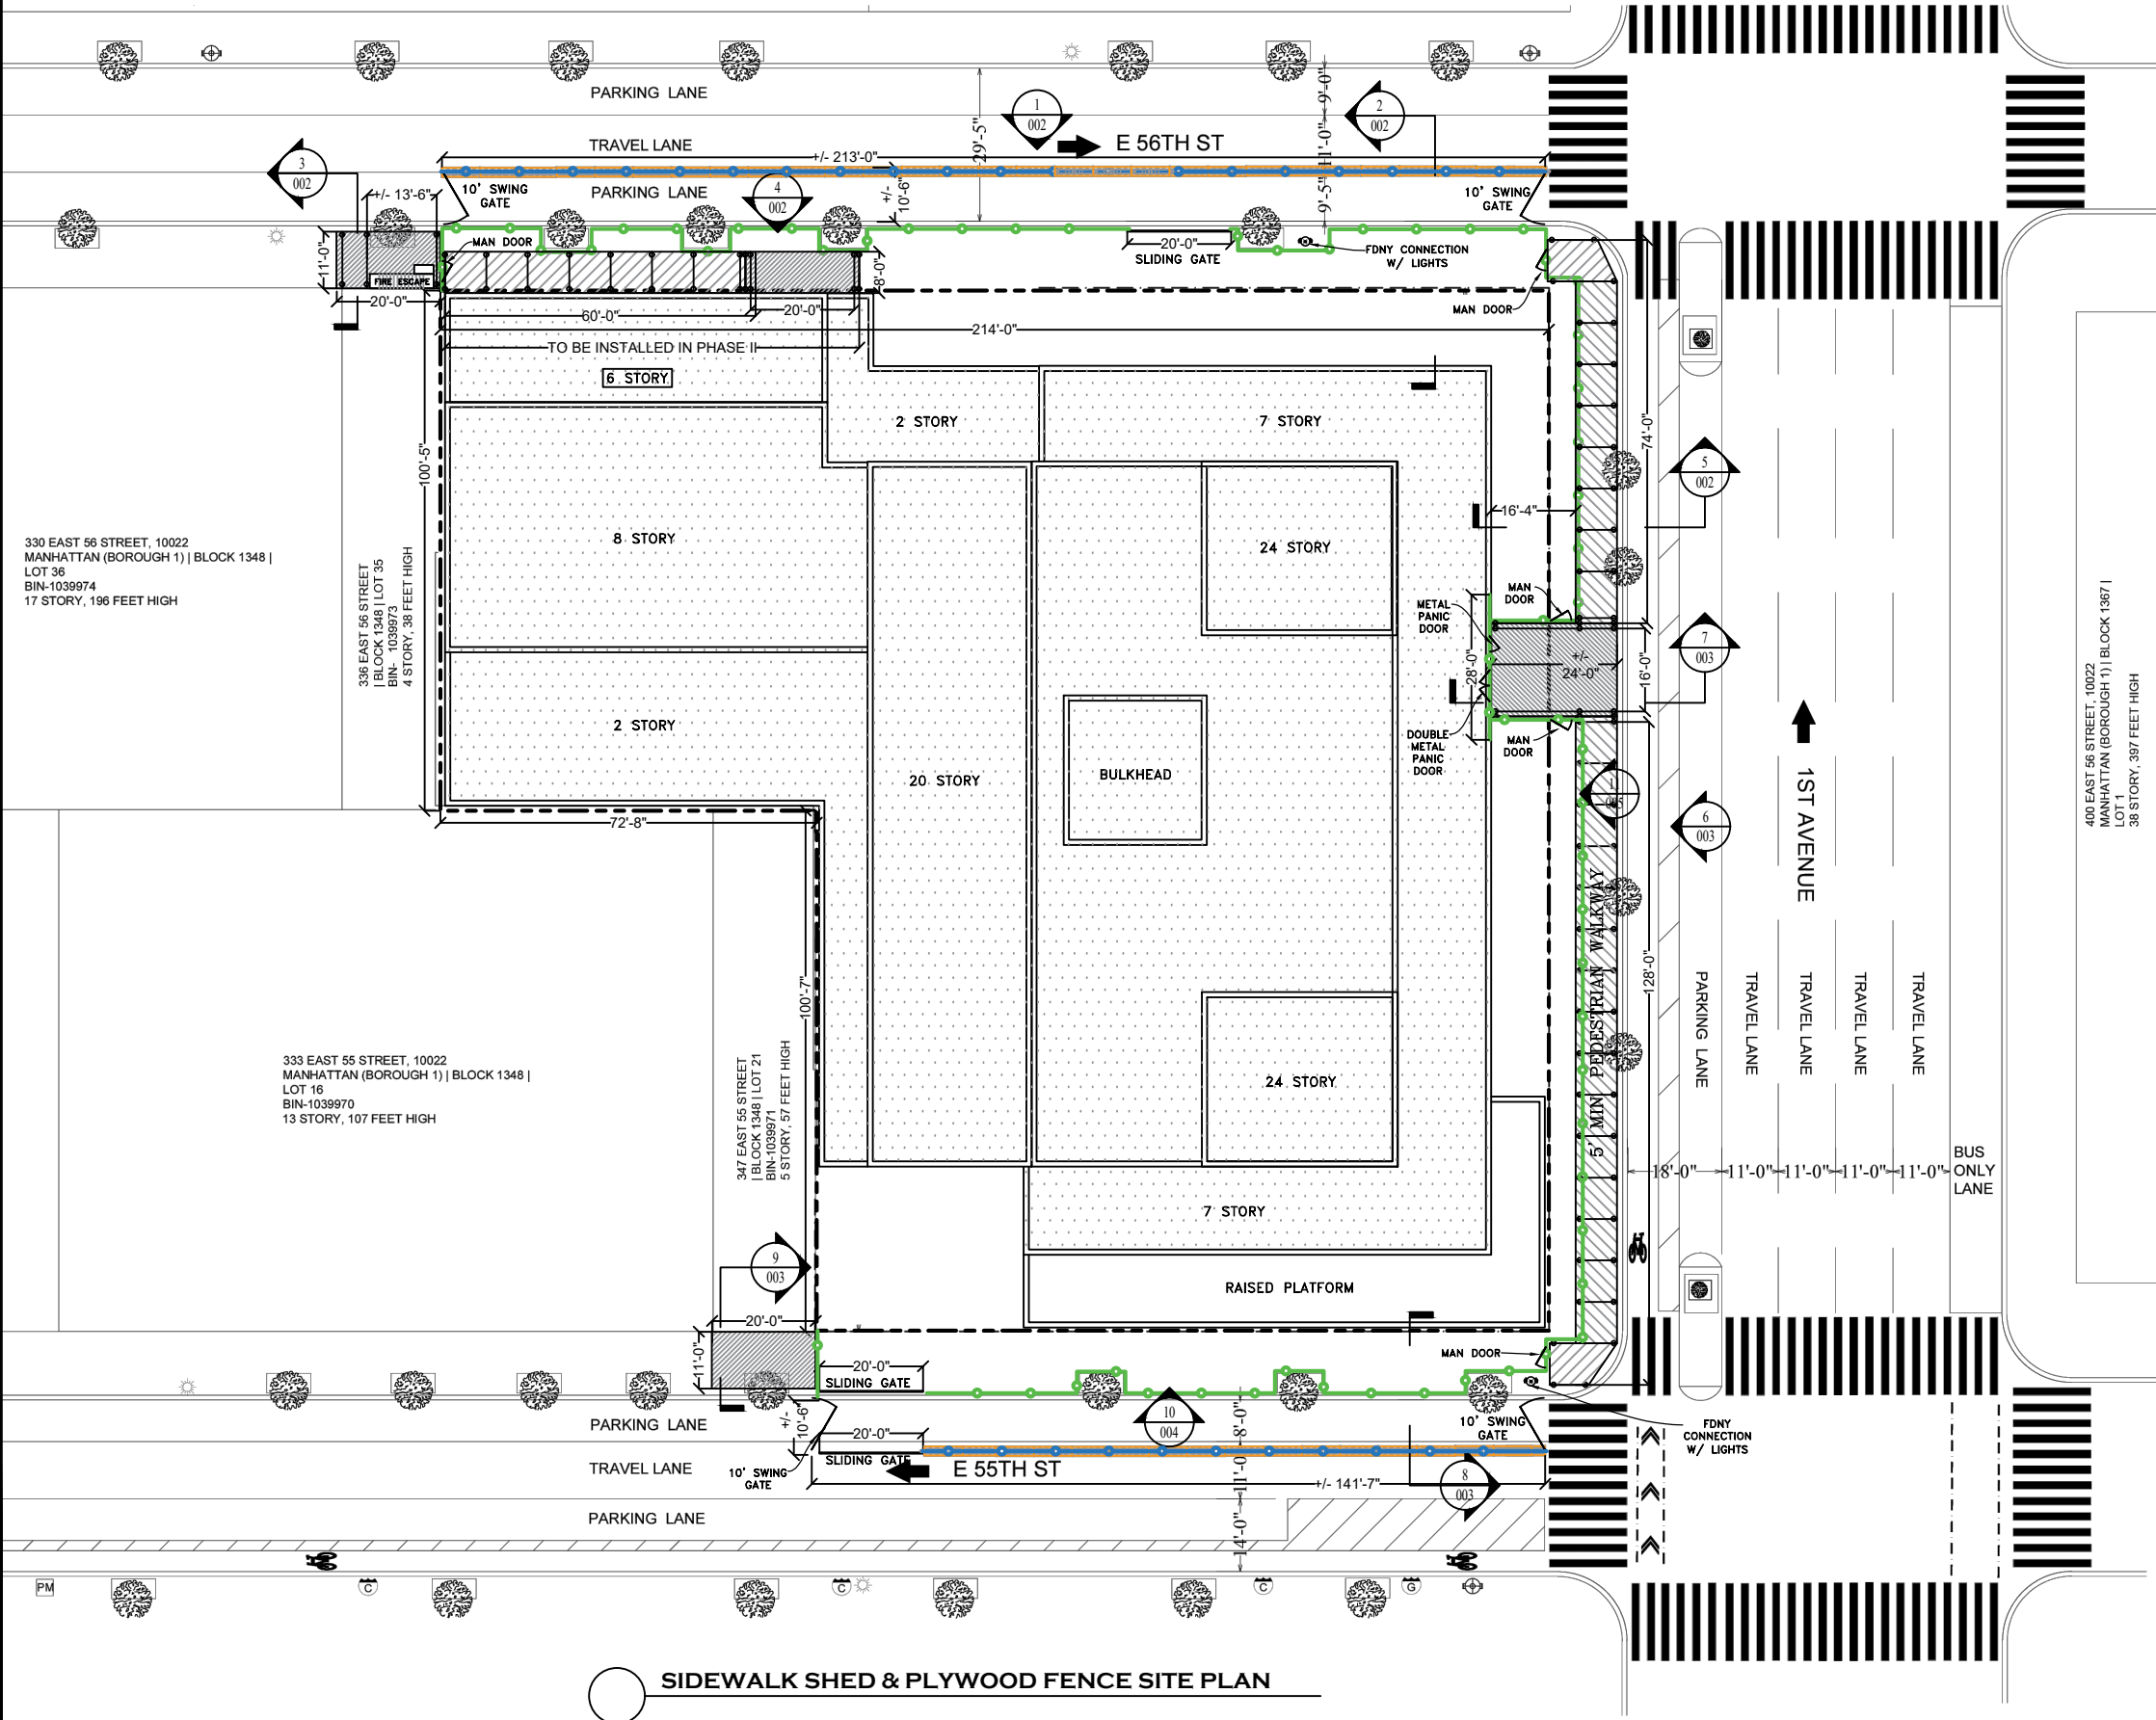 PARKING LANE
9'-0"
1
002
2
002
29'-5"
11'-0"
E 56TH ST
TRAVEL LANE
+/- 213'-0"
3
002
+/- 13'-6"
10' SWING
GATE
PARKING LANE
4
002
+/-
10'-6"
9'-5"
10' SWING
GATE
MAN DOOR
11'-0"
FIRE ESCAPE
20'-0"
8'-0"
20'-0"
SLIDING GATE
FDNY CONNECTION
W/ LIGHTS
MAN DOOR
60'-0"
20'-0"
214'-0"
TO BE INSTALLED IN PHASE II
6 STORY
2 STORY
7 STORY
74'-0"
100'-5"
5
002
16'-4"
8 STORY
24 STORY
330 EAST 56 STREET, 10022
MANHATTAN (BOROUGH 1) | BLOCK 1348 |
LOT 36
BIN-1039974
17 STORY, 196 FEET HIGH
336 EAST 56 STREET
| BLOCK 1348 | LOT 35
BIN- 1039973
4 STORY, 38 FEET HIGH
MAN
DOOR
METAL
PANIC
DOOR
28'-0"
+/-
24'-0"
16'-0"
7
003
400 EAST 56 STREET, 10022
MANHATTAN (BOROUGH 1) | BLOCK 1367 |
LOT 1
38 STORY, 397 FEET HIGH
2 STORY
DOUBLE
METAL
PANIC
DOOR
MAN
DOOR
20 STORY
BULKHEAD
1
005
6
003
1ST AVENUE
72'-8"
100'-7"
128'-0"
5' MIN PEDESTRIAN WALKWAY
PARKING LANE
TRAVEL LANE
TRAVEL LANE
TRAVEL LANE
TRAVEL LANE
333 EAST 55 STREET, 10022
MANHATTAN (BOROUGH 1) | BLOCK 1348 |
LOT 16
BIN-1039970
13 STORY, 107 FEET HIGH
347 EAST 55 STREET
| BLOCK 1348 | LOT 21
BIN-1039971
5 STORY, 57 FEET HIGH
24 STORY
18'-0"
11'-0"
11'-0"
11'-0"
11'-0"
BUS
ONLY
LANE
7 STORY
9
003
RAISED PLATFORM
20'-0"
11'-0"
MAN DOOR
20'-0"
SLIDING GATE
PARKING LANE
+/-
10'-6"
20'-0"
SLIDING GATE
10
004
8'-0"
10' SWING
GATE
FDNY
CONNECTION
W/ LIGHTS
TRAVEL LANE
10' SWING
GATE
E 55TH ST
11'-0
+/- 141'-7"
8
003
PARKING LANE
14'-0"
PM
C
C
C
G
SIDEWALK SHED & PLYWOOD FENCE SITE PLAN